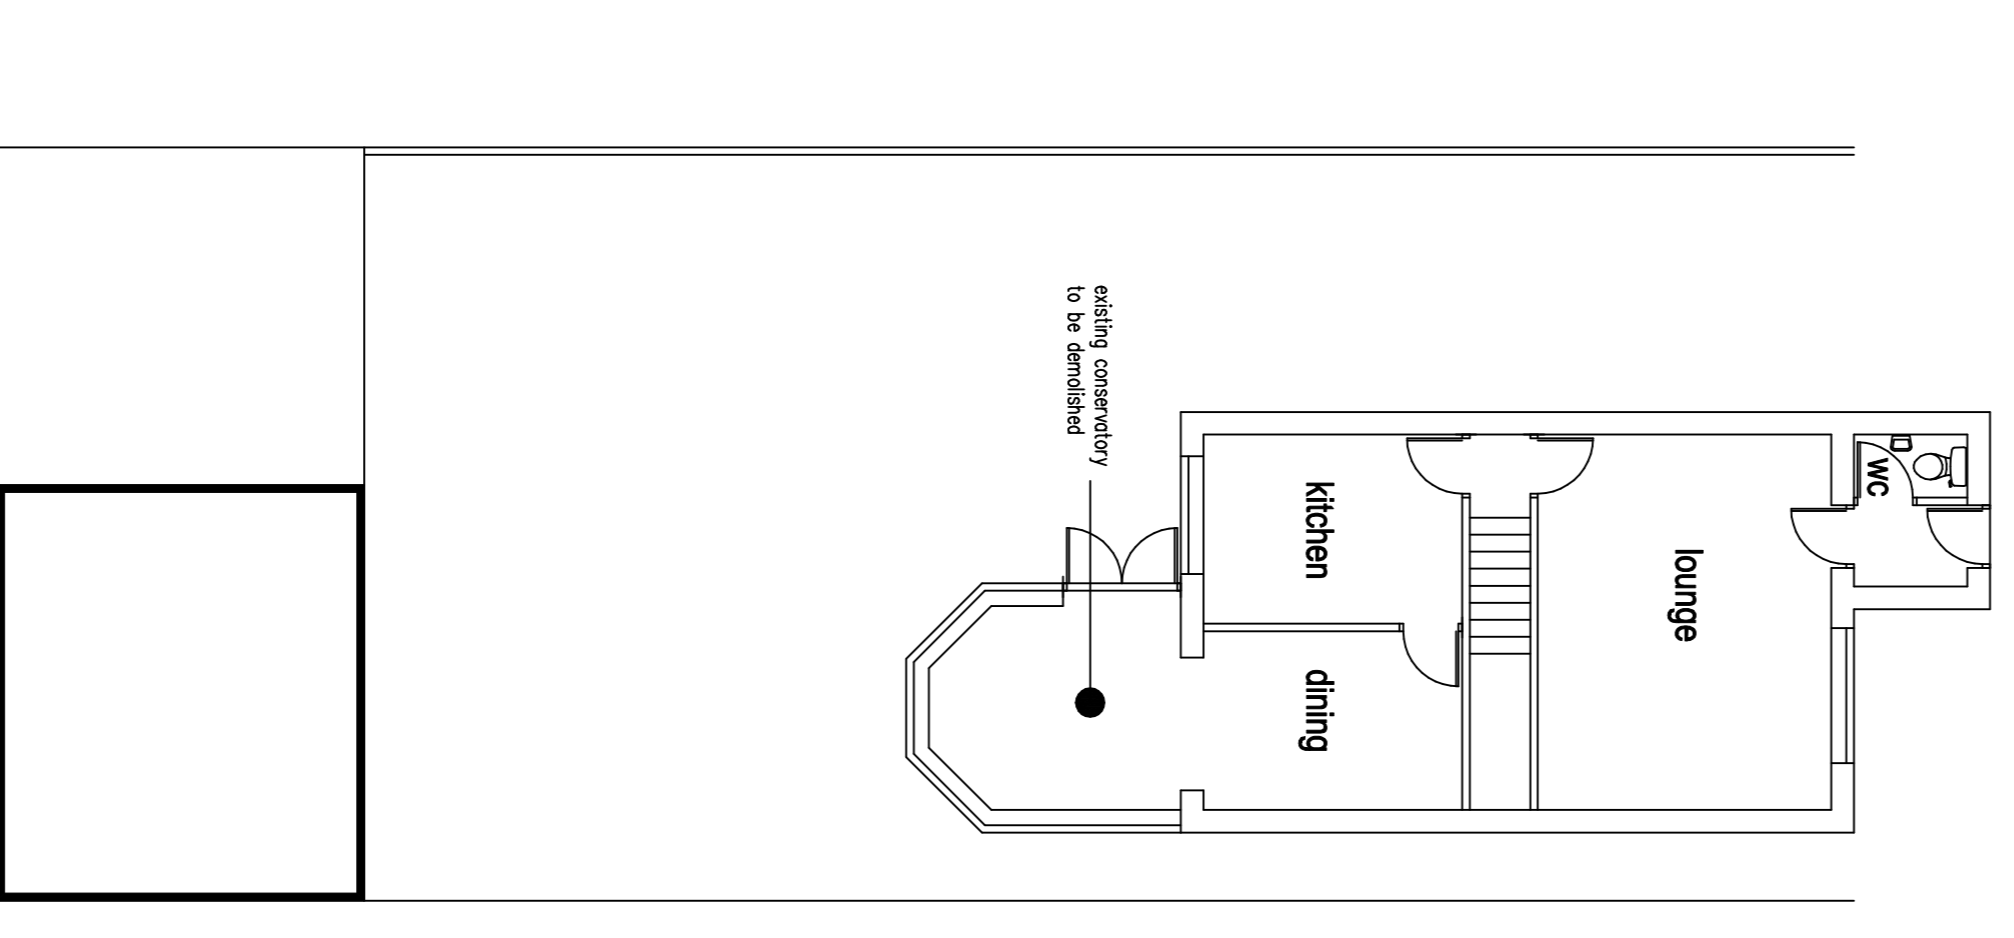 WC
lounge
existing conservatory
to be demolished
kitchen
dining